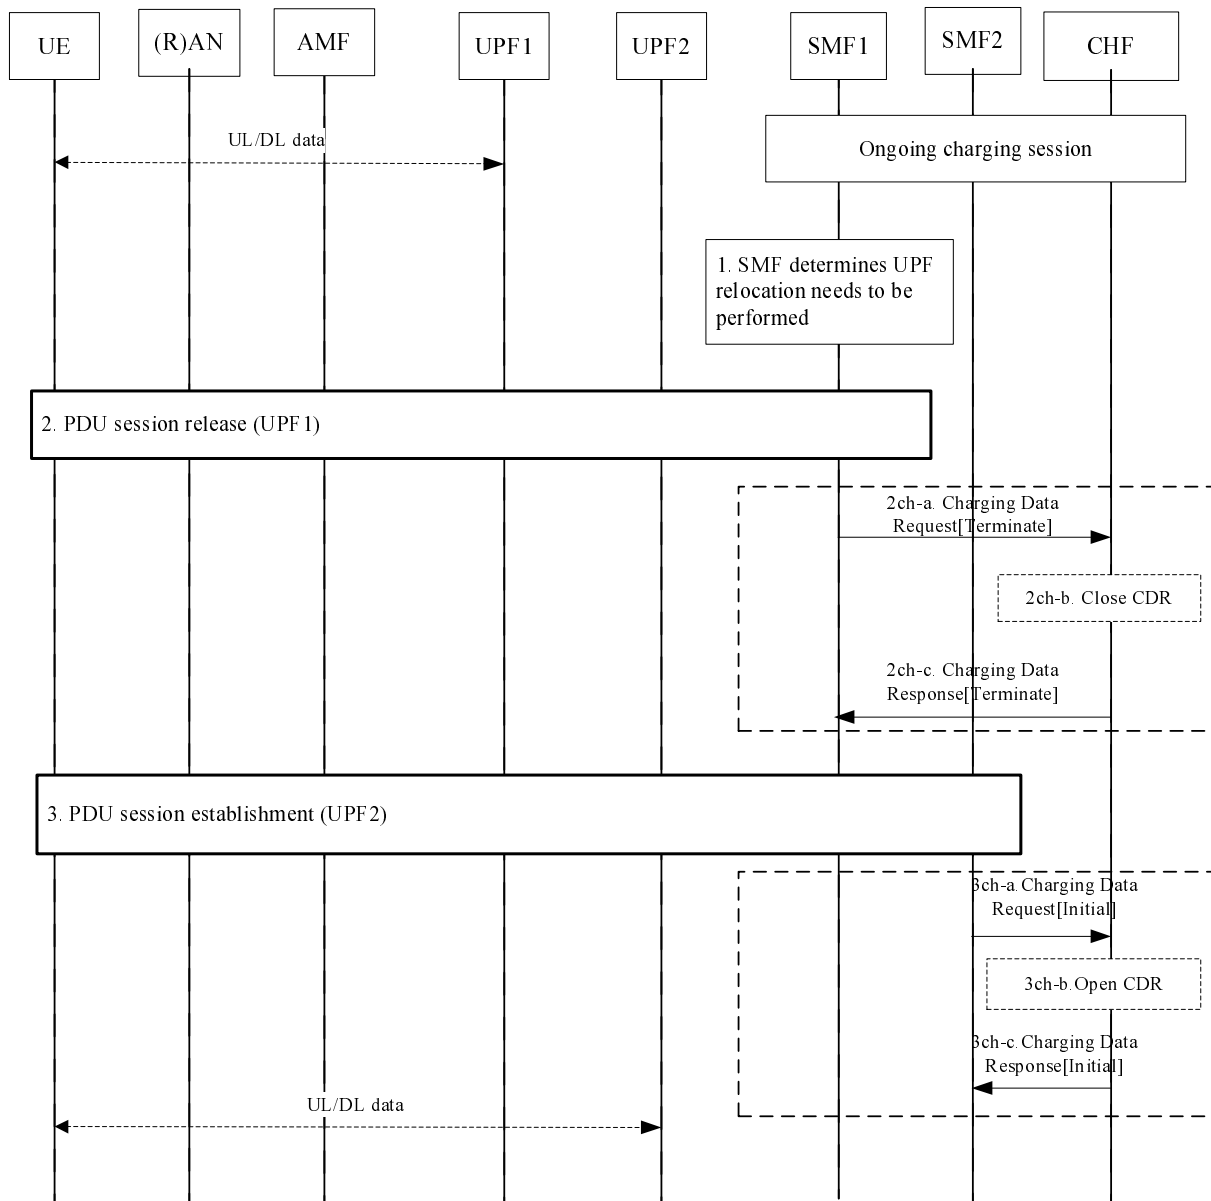 UE
(R)AN
AMF
UPF1
UPF2
SMF1
SMF2
CHF
UL/DL data
Ongoing charging session
1. SMF determines UPF
relocation needs to be
performed
2. PDU session release (UPF1)
2ch-a. Charging Data
Request[Terminate]
2ch-b. Close CDR
2ch-c. Charging Data
Response[Terminate]
3. PDU session establishment (UPF2)
3ch-a.Charging Data
Request[Initial]
3ch-b.Open CDR
3ch-c.Charging Data
Response[Initial]
UL/DL data